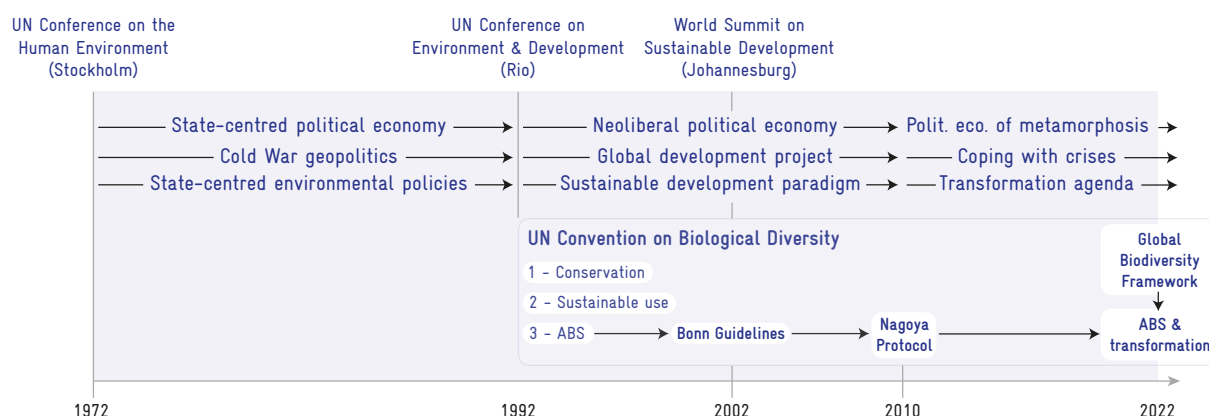 UN Conference on the
Human Environment
(Stockholm)
UN Conference on
Environment & Development
(Rio)
World Summit on
Sustainable Development
(Johannesburg)
State-centred political economy
Neoliberal political economy
Polit. eco. of metamorphosis
Cold War geopolitics
Global development project
Coping with crises
State-centred environmental policies
Sustainable development paradigm
Transformation agenda
UN Convention on Biological Diversity
1 - Conservation
2 - Sustainable use
3 - ABS
Bonn Guidelines
Nagoya
Protocol
Global
Biodiversity
Framework
ABS &
transformation
1972
1992
2002
2010
2022